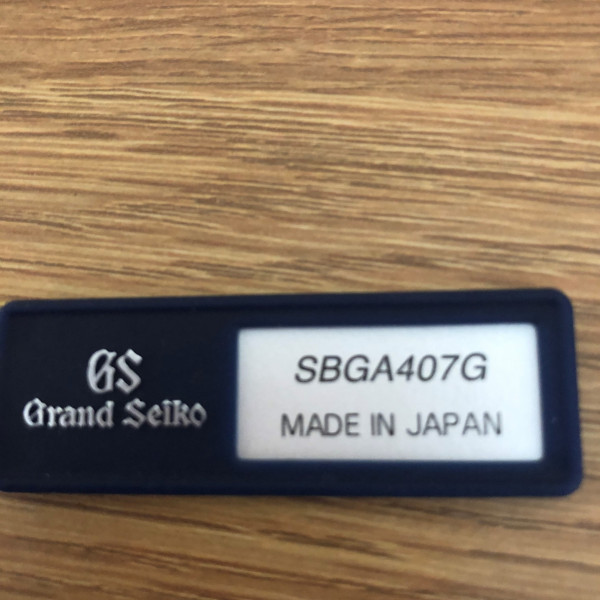 GS
Grand Seiko
SBGA407G
MADE IN JAPAN